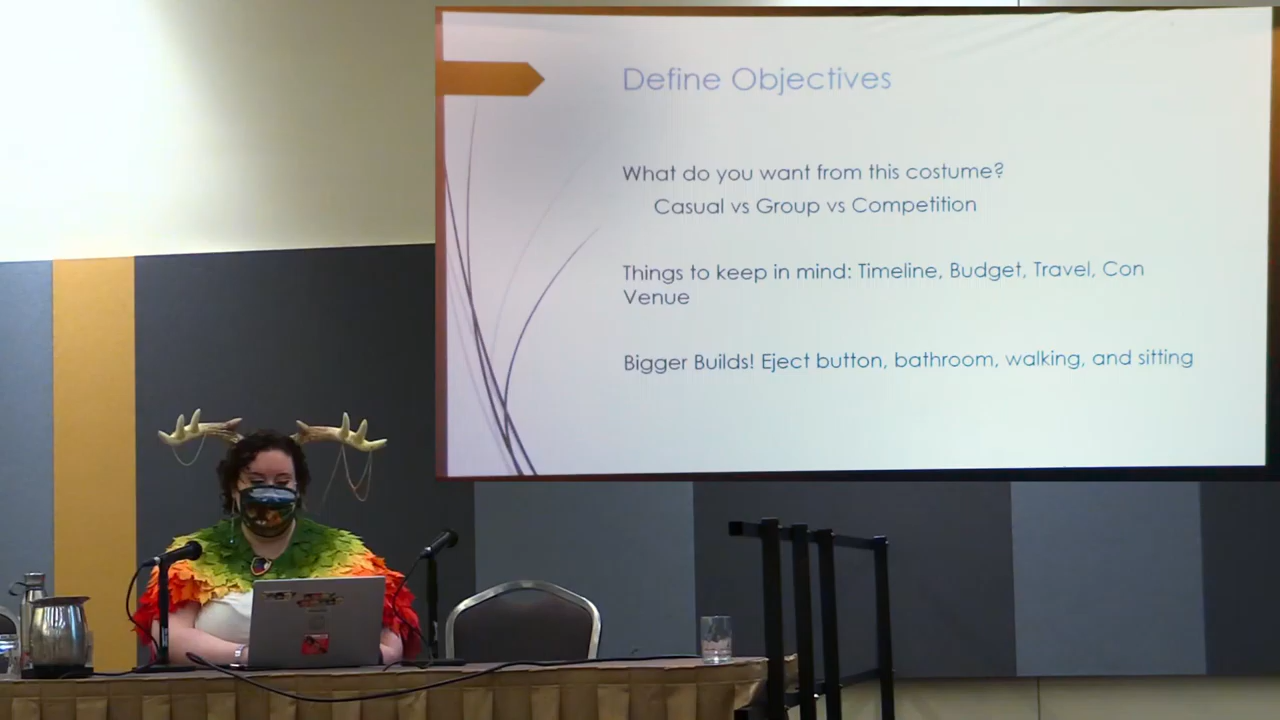 Define Objectives
What do you want from this costume?
Casual vs Group vs Competition
Things to keep in mind: Timeline, Budget, Travel, Con
Venue
Bigger Builds! Eject button, bathroom, walking, and sitting